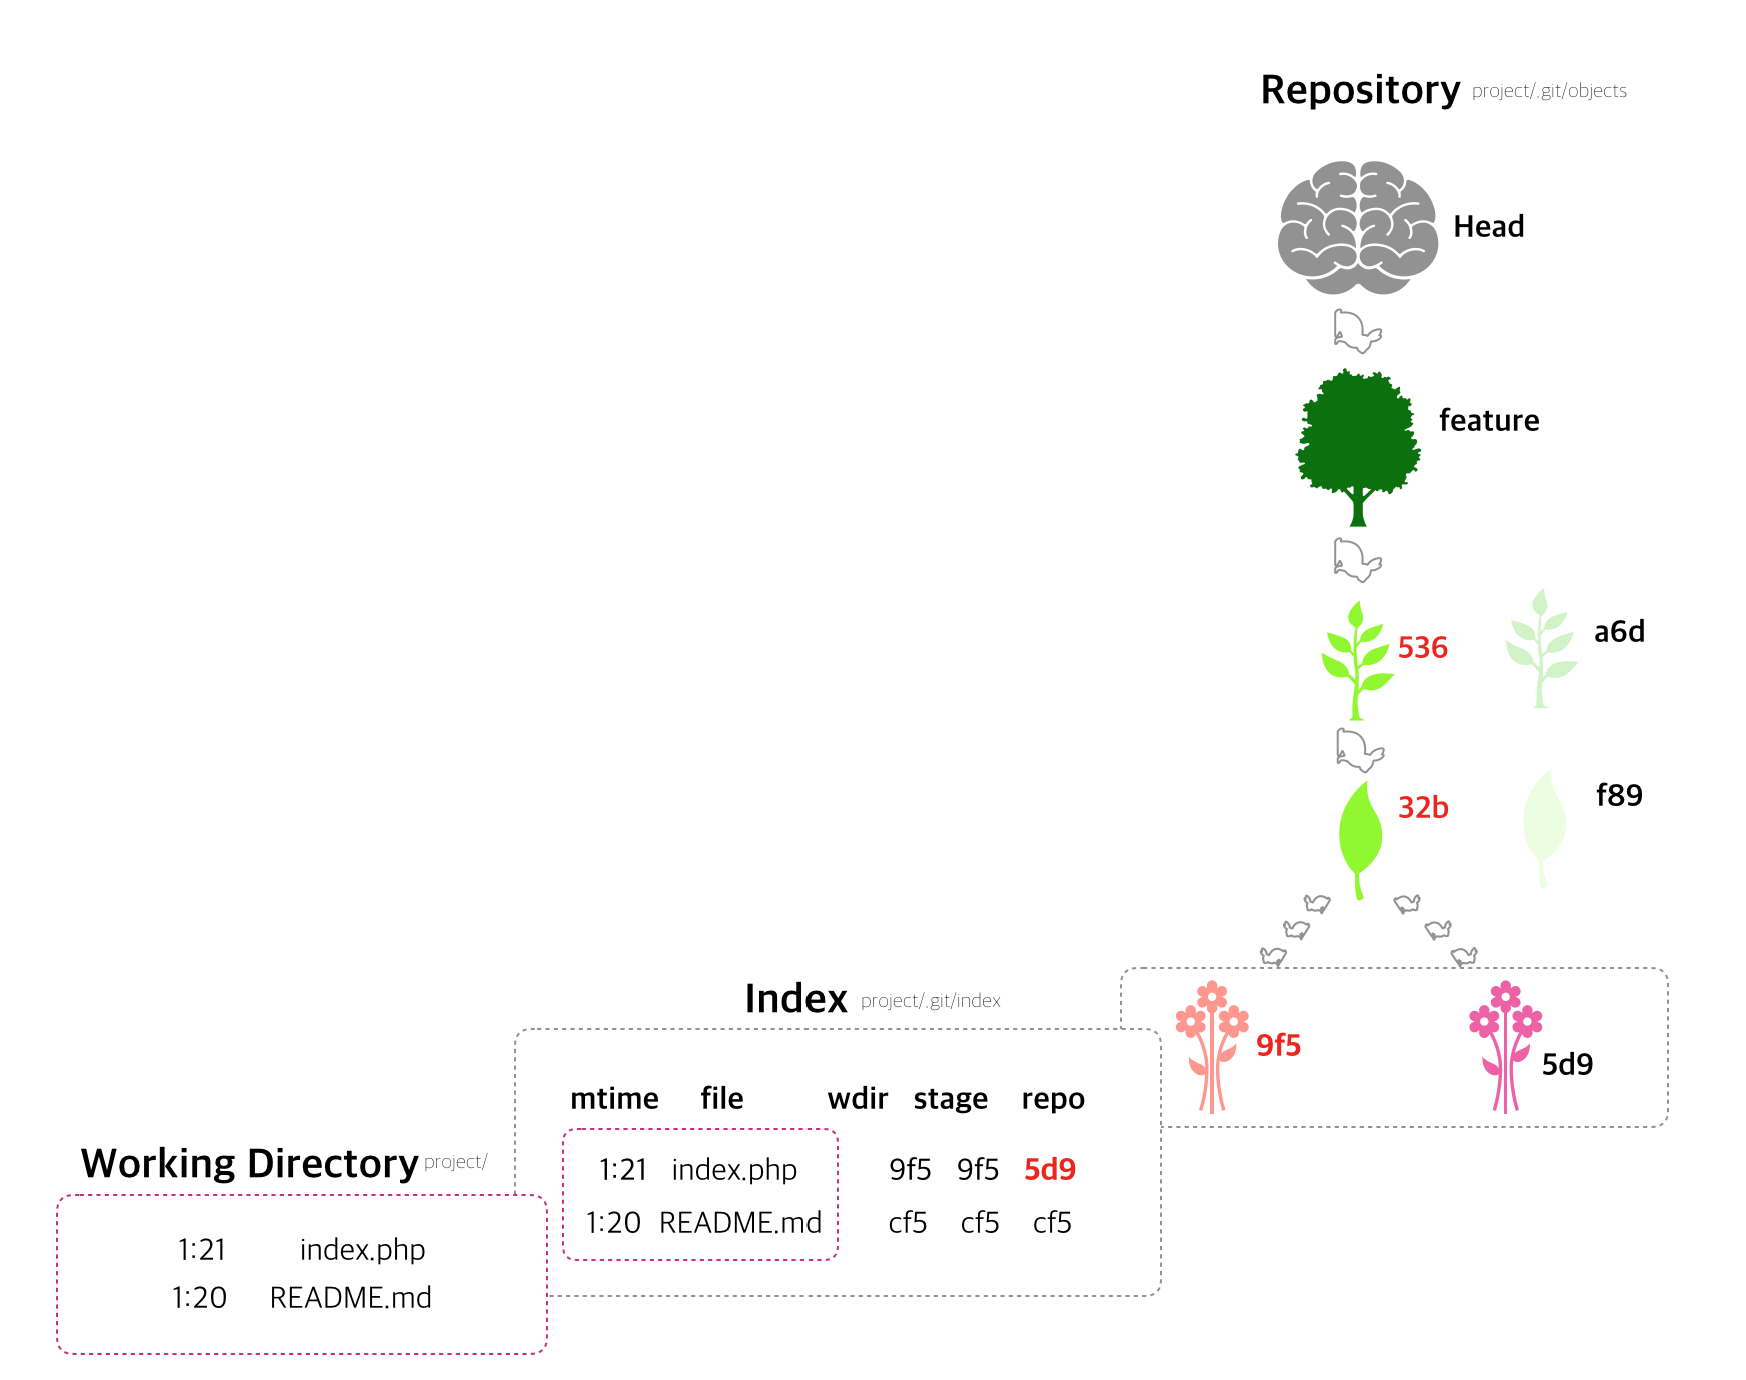 Repository project/.git/objects
Head
feature
536
a6d
32b
f89
9f5
5d9
Index project/.git/index
mtime file wdir stage repo
1:21 index.php 9f5 9f5 5d9
1:20 README.md cf5 cf5 cf5
Working Directory project/
1:21 index.php
1:20 README.md